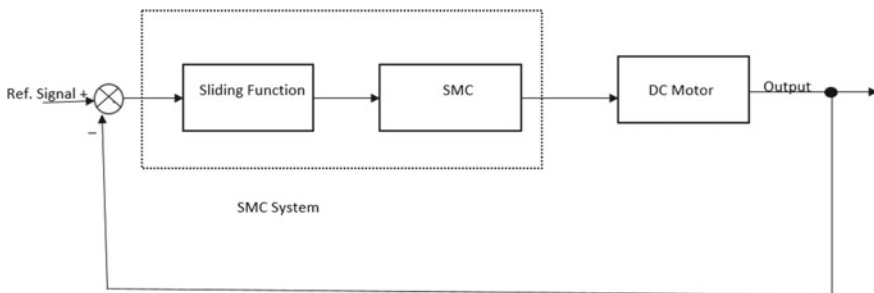 Ref. Signal +
–
Sliding Function
SMC
DC Motor
Output
SMC System